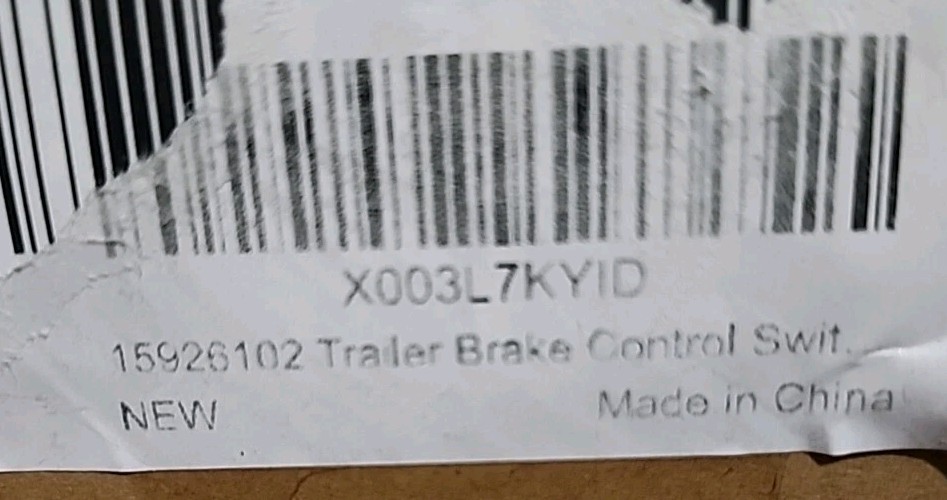 X003L7KYID
15926102 Trailer Brake Control Swit.
NEW
Made in China